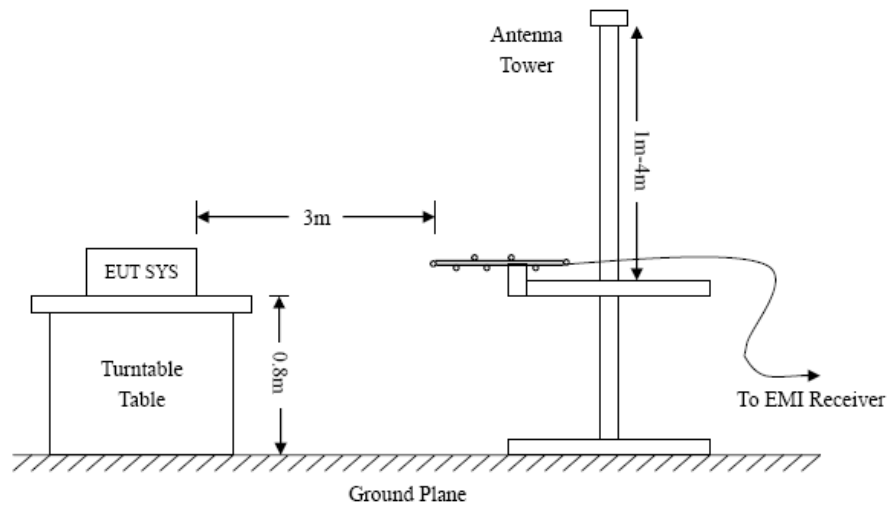 Antenna
Tower
1m-4m
3m
EUT SYS
Turntable
Table
0.8m
To EMI Receiver
Ground Plane